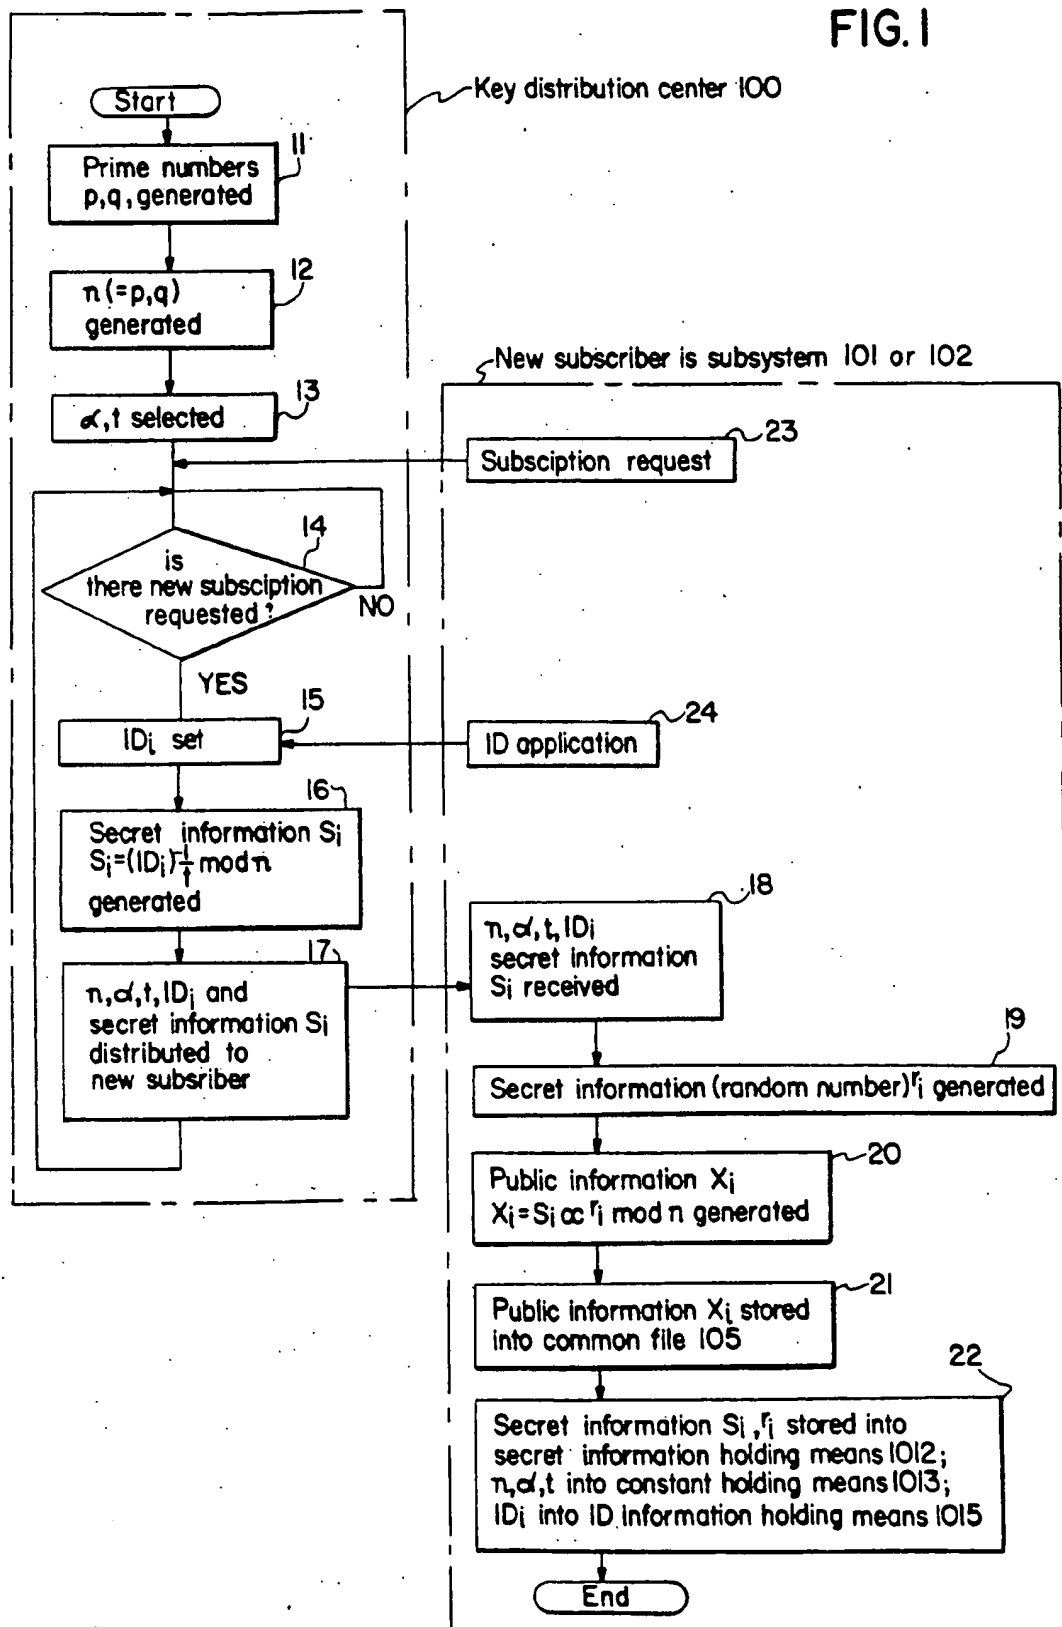 FIG. 1
Key distribution center 100
Start
11
Prime numbers
p,q, generated
12
n(=p,q)
generated
13
α,t selected
New subscriber is subsystem 101 or 102
23
Subsciption request
14
is
there new subsciption
requested?
NO
YES
15
IDi set
24
ID application
16
Secret information Si
Si=(IDi)^-1/t mod n
generated
17
n,α,t,IDi and
secret information Si
distributed to
new subsriber
18
n,α,t,IDi
secret information
Si received
19
Secret information (random number) ri generated
20
Public information Xi
Xi=Si∝^ri mod n generated
21
Public information Xi stored
into common file 105
22
Secret information Si,ri stored into
secret information holding means 1012;
n,α,t into constant holding means 1013;
IDi into ID Information holding means 1015
End